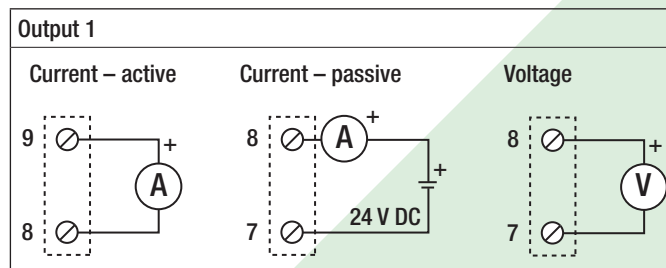 Output 1
Current – active Current – passive Voltage
9 + A 8
8 + A + 24 V DC 7
8 + V 7